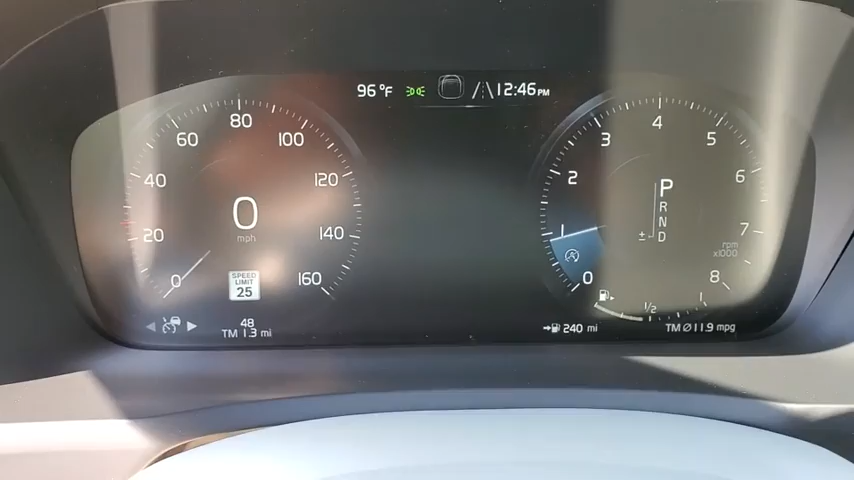 96 °F 12:46 PM
0 20 40 60 80 100 120 140 160
0
mph
SPEED
LIMIT
25
48
TM 1.3 mi
0 1 2 3 4 5 6 7 8
P
R
N
± D
rpm
x1000
1/2 1
240 mi
TM Ø11.9 mpg